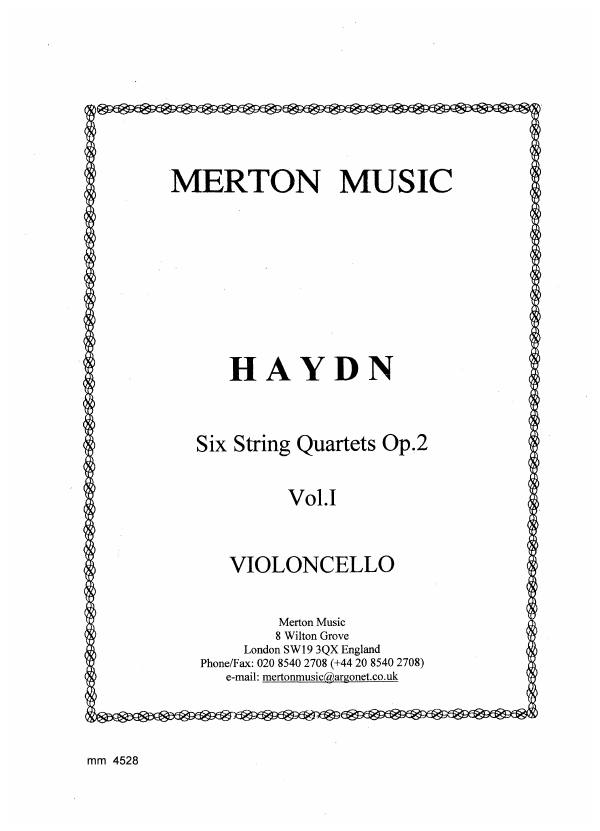 MERTON MUSIC
HAYDN
Six String Quartets Op.2
Vol.I
VIOLONCELLO
Merton Music
8 Wilton Grove
London SW19 3QX England
Phone/Fax: 020 8540 2708 (+44 20 8540 2708)
e-mail: mertonmusic@argonet.co.uk
mm 4528